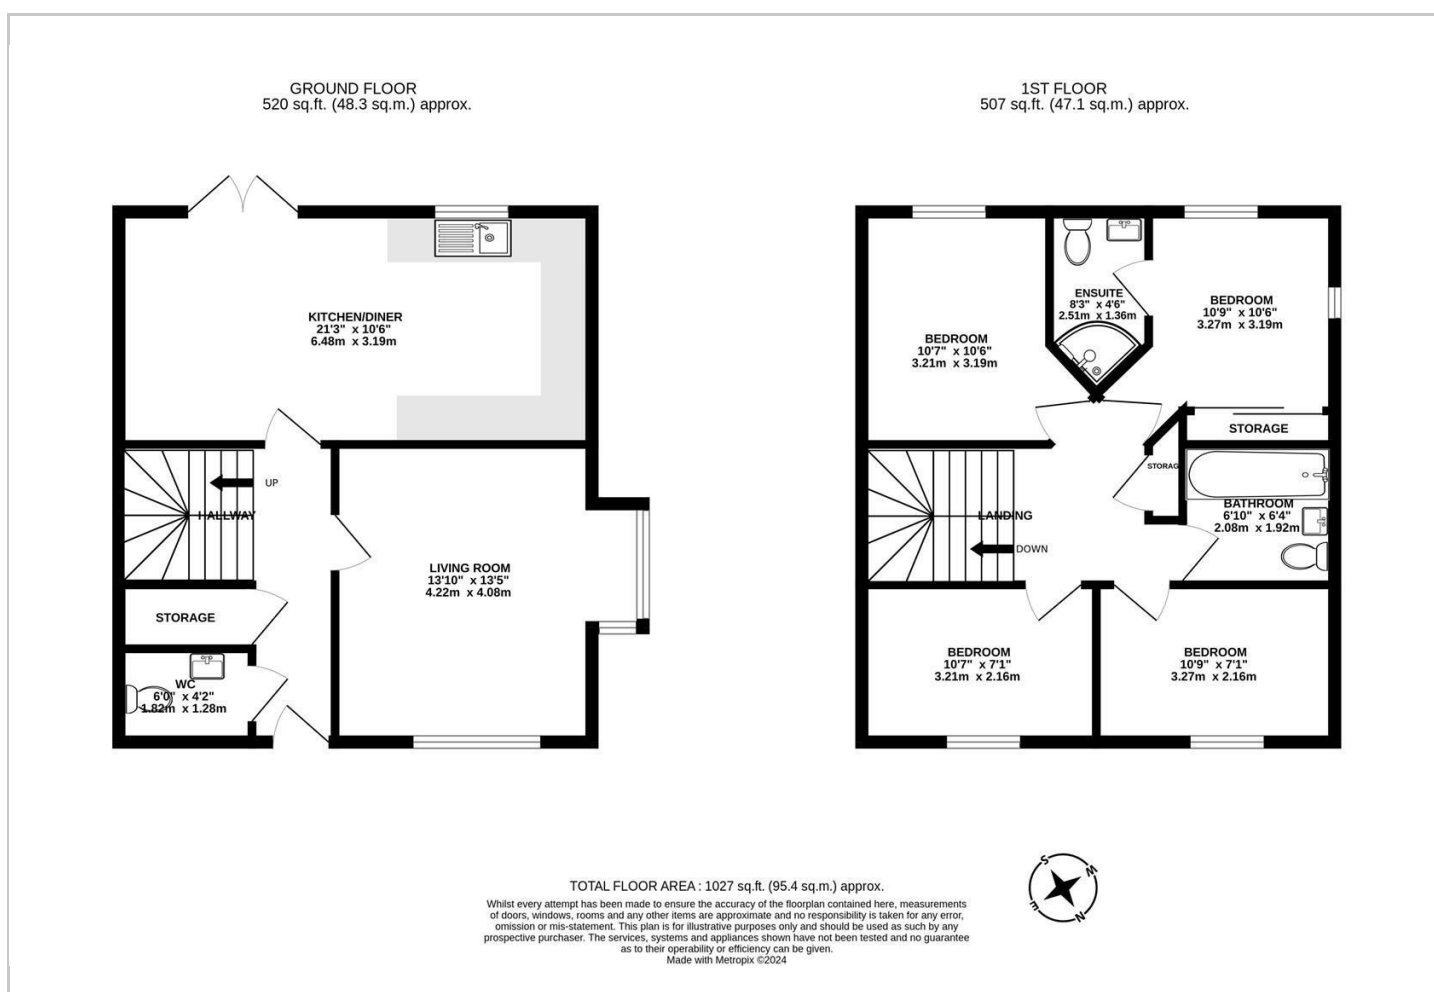 GROUND FLOOR
520 sq.ft. (48.3 sq.m.) approx.
KITCHEN/DINER
21'3" x 10'6"
6.48m x 3.19m
UP
HALLWAY
LIVING ROOM
13'10" x 13'5"
4.22m x 4.08m
STORAGE
WC
6'0" x 4'2"
1.82m x 1.28m
1ST FLOOR
507 sq.ft. (47.1 sq.m.) approx.
BEDROOM
10'7" x 10'6"
3.21m x 3.19m
ENSUITE
8'3" x 4'6"
2.51m x 1.36m
BEDROOM
10'9" x 10'6"
3.27m x 3.19m
STORAGE
STORAG
LANDING
DOWN
BATHROOM
6'10" x 6'4"
2.08m x 1.92m
BEDROOM
10'7" x 7'1"
3.21m x 2.16m
BEDROOM
10'9" x 7'1"
3.27m x 2.16m
TOTAL FLOOR AREA : 1027 sq.ft. (95.4 sq.m.) approx.
Whilst every attempt has been made to ensure the accuracy of the floorplan contained here, measurements
of doors, windows, rooms and any other items are approximate and no responsibility is taken for any error,
omission or mis-statement. This plan is for illustrative purposes only and should be used as such by any
prospective purchaser. The services, systems and appliances shown have not been tested and no guarantee
as to their operability or efficiency can be given.
Made with Metropix ©2024
S
W
E
N